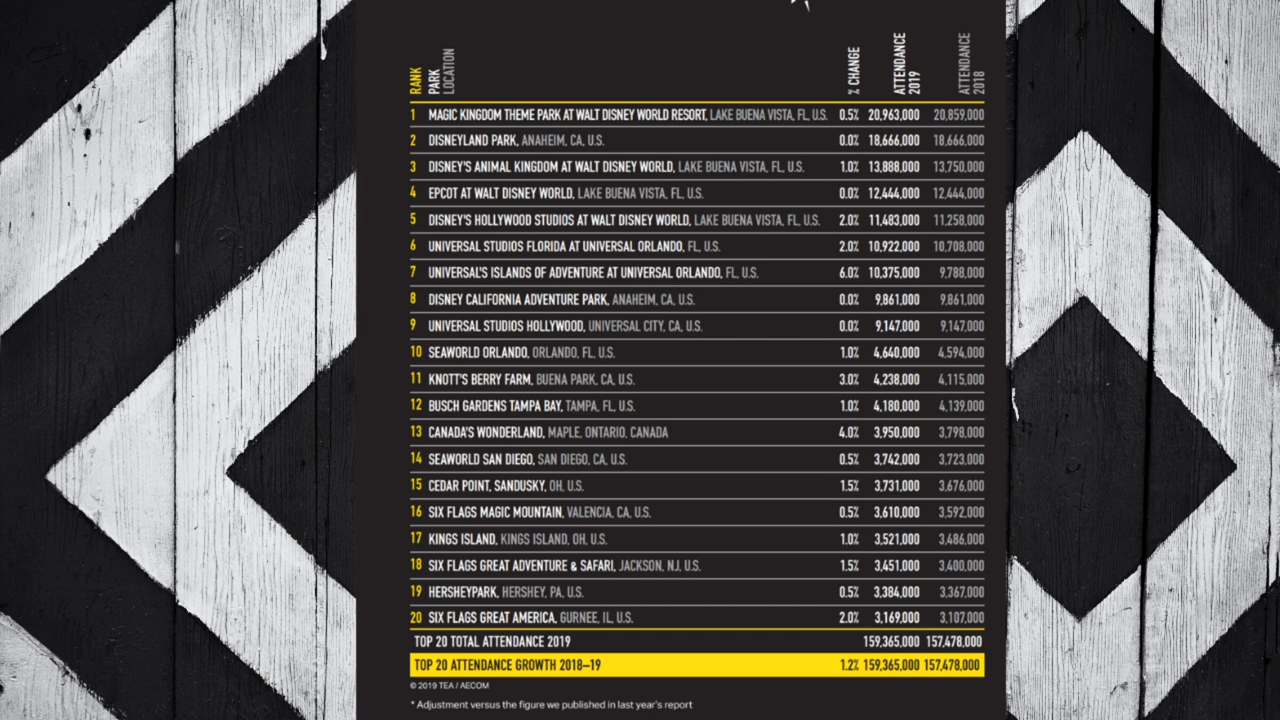 RANK PARK LOCATION % CHANGE ATTENDANCE 2019 ATTENDANCE 2018
1 MAGIC KINGDOM THEME PARK AT WALT DISNEY WORLD RESORT, LAKE BUENA VISTA, FL, U.S. 0.5% 20,963,000 20,859,000
2 DISNEYLAND PARK, ANAHEIM, CA, U.S. 0.0% 18,666,000 18,666,000
3 DISNEY'S ANIMAL KINGDOM AT WALT DISNEY WORLD, LAKE BUENA VISTA, FL, U.S. 1.0% 13,888,000 13,750,000
4 EPCOT AT WALT DISNEY WORLD, LAKE BUENA VISTA, FL, U.S. 0.0% 12,444,000 12,444,000
5 DISNEY'S HOLLYWOOD STUDIOS AT WALT DISNEY WORLD, LAKE BUENA VISTA, FL, U.S. 2.0% 11,483,000 11,258,000
6 UNIVERSAL STUDIOS FLORIDA AT UNIVERSAL ORLANDO, FL, U.S. 2.0% 10,922,000 10,708,000
7 UNIVERSAL'S ISLANDS OF ADVENTURE AT UNIVERSAL ORLANDO, FL, U.S. 6.0% 10,375,000 9,788,000
8 DISNEY CALIFORNIA ADVENTURE PARK, ANAHEIM, CA, U.S. 0.0% 9,861,000 9,861,000
9 UNIVERSAL STUDIOS HOLLYWOOD, UNIVERSAL CITY, CA, U.S. 0.0% 9,147,000 9,147,000
10 SEAWORLD ORLANDO, ORLANDO, FL, U.S. 1.0% 4,640,000 4,594,000
11 KNOTT'S BERRY FARM, BUENA PARK, CA, U.S. 3.0% 4,238,000 4,115,000
12 BUSCH GARDENS TAMPA BAY, TAMPA, FL, U.S. 1.0% 4,180,000 4,139,000
13 CANADA'S WONDERLAND, MAPLE, ONTARIO, CANADA 4.0% 3,950,000 3,798,000
14 SEAWORLD SAN DIEGO, SAN DIEGO, CA, U.S. 0.5% 3,742,000 3,723,000
15 CEDAR POINT, SANDUSKY, OH, U.S. 1.5% 3,731,000 3,676,000
16 SIX FLAGS MAGIC MOUNTAIN, VALENCIA, CA, U.S. 0.5% 3,610,000 3,592,000
17 KINGS ISLAND, KINGS ISLAND, OH, U.S. 1.0% 3,521,000 3,486,000
18 SIX FLAGS GREAT ADVENTURE & SAFARI, JACKSON, NJ, U.S. 1.5% 3,451,000 3,400,000
19 HERSHEYPARK, HERSHEY, PA, U.S. 0.5% 3,384,000 3,367,000
20 SIX FLAGS GREAT AMERICA, GURNEE, IL, U.S. 2.0% 3,169,000 3,107,000
TOP 20 TOTAL ATTENDANCE 2019 159,365,000 157,478,000
TOP 20 ATTENDANCE GROWTH 2018–19 1.2% 159,365,000 157,478,000
© 2019 TEA / AECOM
* Adjustment versus the figure we published in last year's report